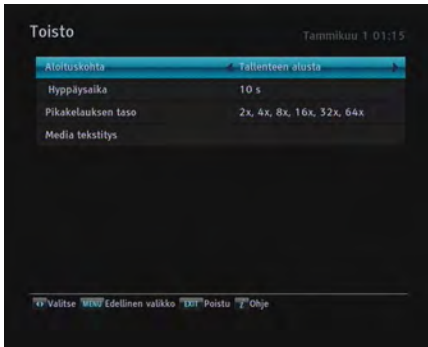 Toisto
Tammikuu 1 01:15
Aloituskohta Tallenteen alusta
Hyppäysaika 10 s
Pikakelauksen taso 2x, 4x, 8x, 16x, 32x, 64x
Media tekstitys
Valitse MENU Edellinen valikko EXIT Poistu ? Ohje